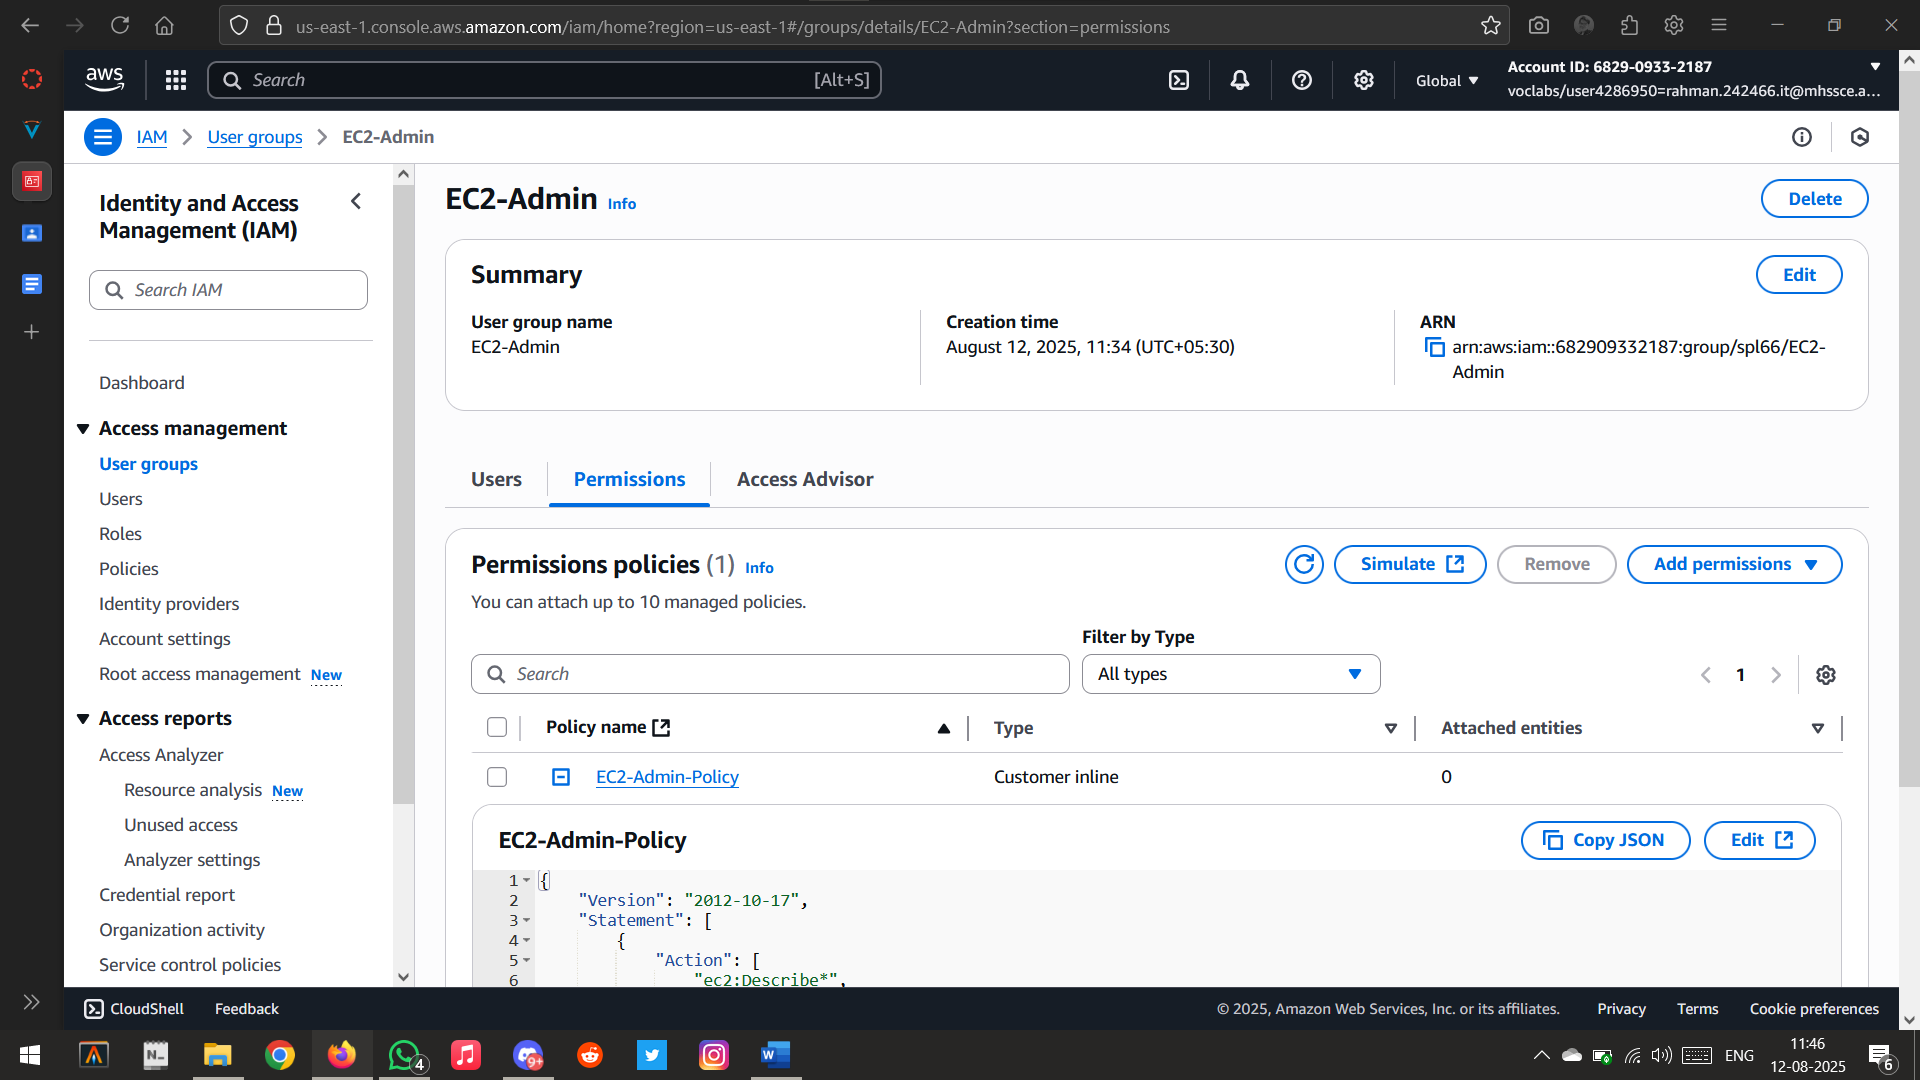 us-east-1.console.aws.amazon.com/iam/home?region=us-east-1#/groups/details/EC2-Admin?section=permissions
aws
Search
[Alt+S]
Global
Account ID: 6829-0933-2187
voclabs/user4286950=rahman.242466.it@mhssce.a...
IAM
User groups
EC2-Admin
Identity and Access
Management (IAM)
Search IAM
Dashboard
Access management
User groups
Users
Roles
Policies
Identity providers
Account settings
Root access management New
Access reports
Access Analyzer
Resource analysis New
Unused access
Analyzer settings
Credential report
Organization activity
Service control policies
EC2-Admin Info
Delete
Summary
Edit
User group name
EC2-Admin
Creation time
August 12, 2025, 11:34 (UTC+05:30)
ARN
arn:aws:iam::682909332187:group/spl66/EC2-
Admin
Users
Permissions
Access Advisor
Permissions policies (1) Info
Simulate
Remove
Add permissions
You can attach up to 10 managed policies.
Filter by Type
Search
All types
1
Policy name
Type
Attached entities
EC2-Admin-Policy
Customer inline
0
EC2-Admin-Policy
Copy JSON
Edit
1 {
2 "Version": "2012-10-17",
3 "Statement": [
4 {
5 "Action": [
6 "ec2:Describe*",
CloudShell
Feedback
© 2025, Amazon Web Services, Inc. or its affiliates.
Privacy
Terms
Cookie preferences
N_
4
9+
W
ENG
11:46
12-08-2025
6